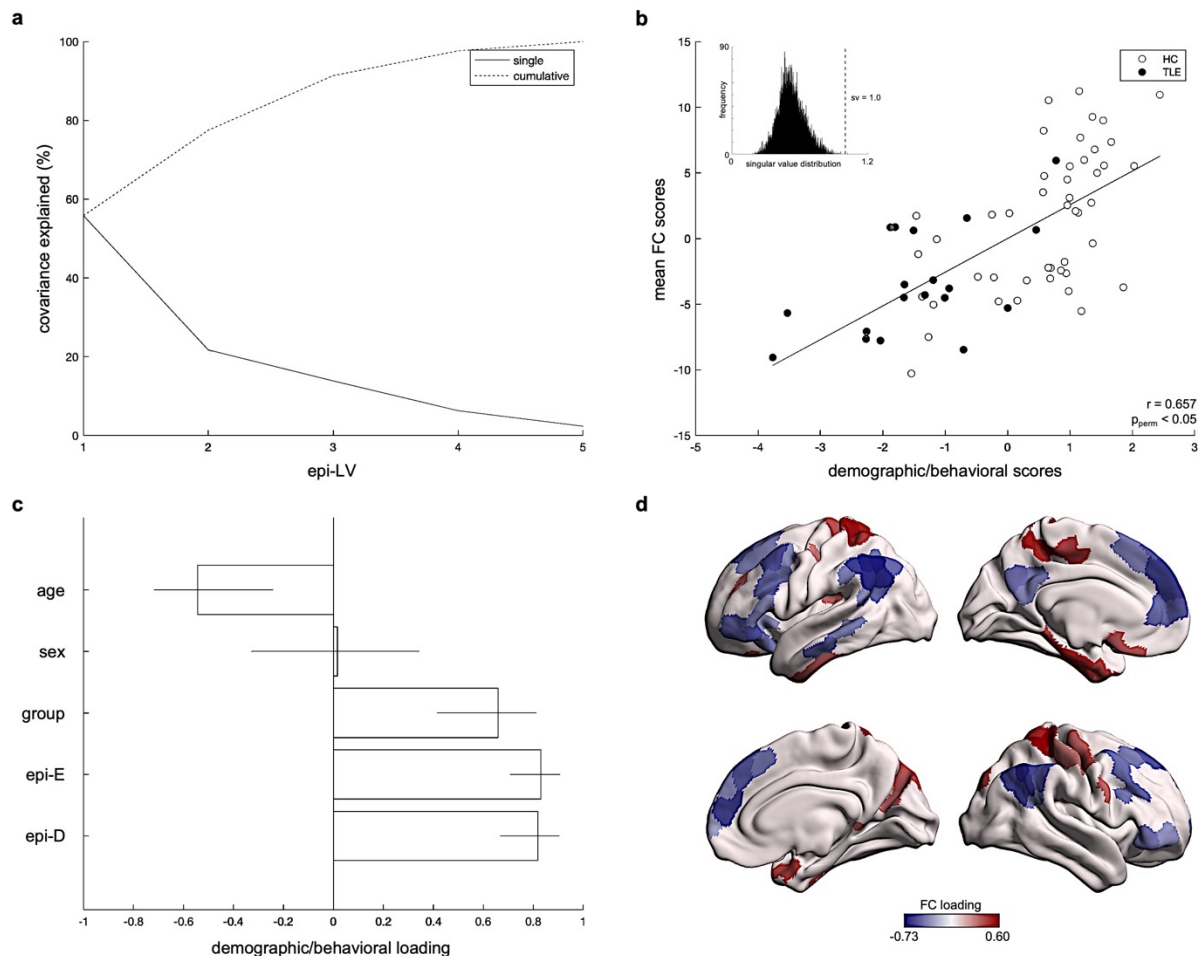 a
100
80
60
40
20
0
covariance explained (%)
single
cumulative
1 2 3 4 5
epi-LV
b
15
10
5
0
-5
-10
-15
mean FC scores
90
frequency
sv = 1.0
0 1.2
singular value distribution
HC
TLE
r = 0.657
pperm < 0.05
-5 -4 -3 -2 -1 0 1 2 3
demographic/behavioral scores
c
age
sex
group
epi-E
epi-D
-1 -0.8 -0.6 -0.4 -0.2 0 0.2 0.4 0.6 0.8 1
demographic/behavioral loading
d
FC loading
-0.73 0.60